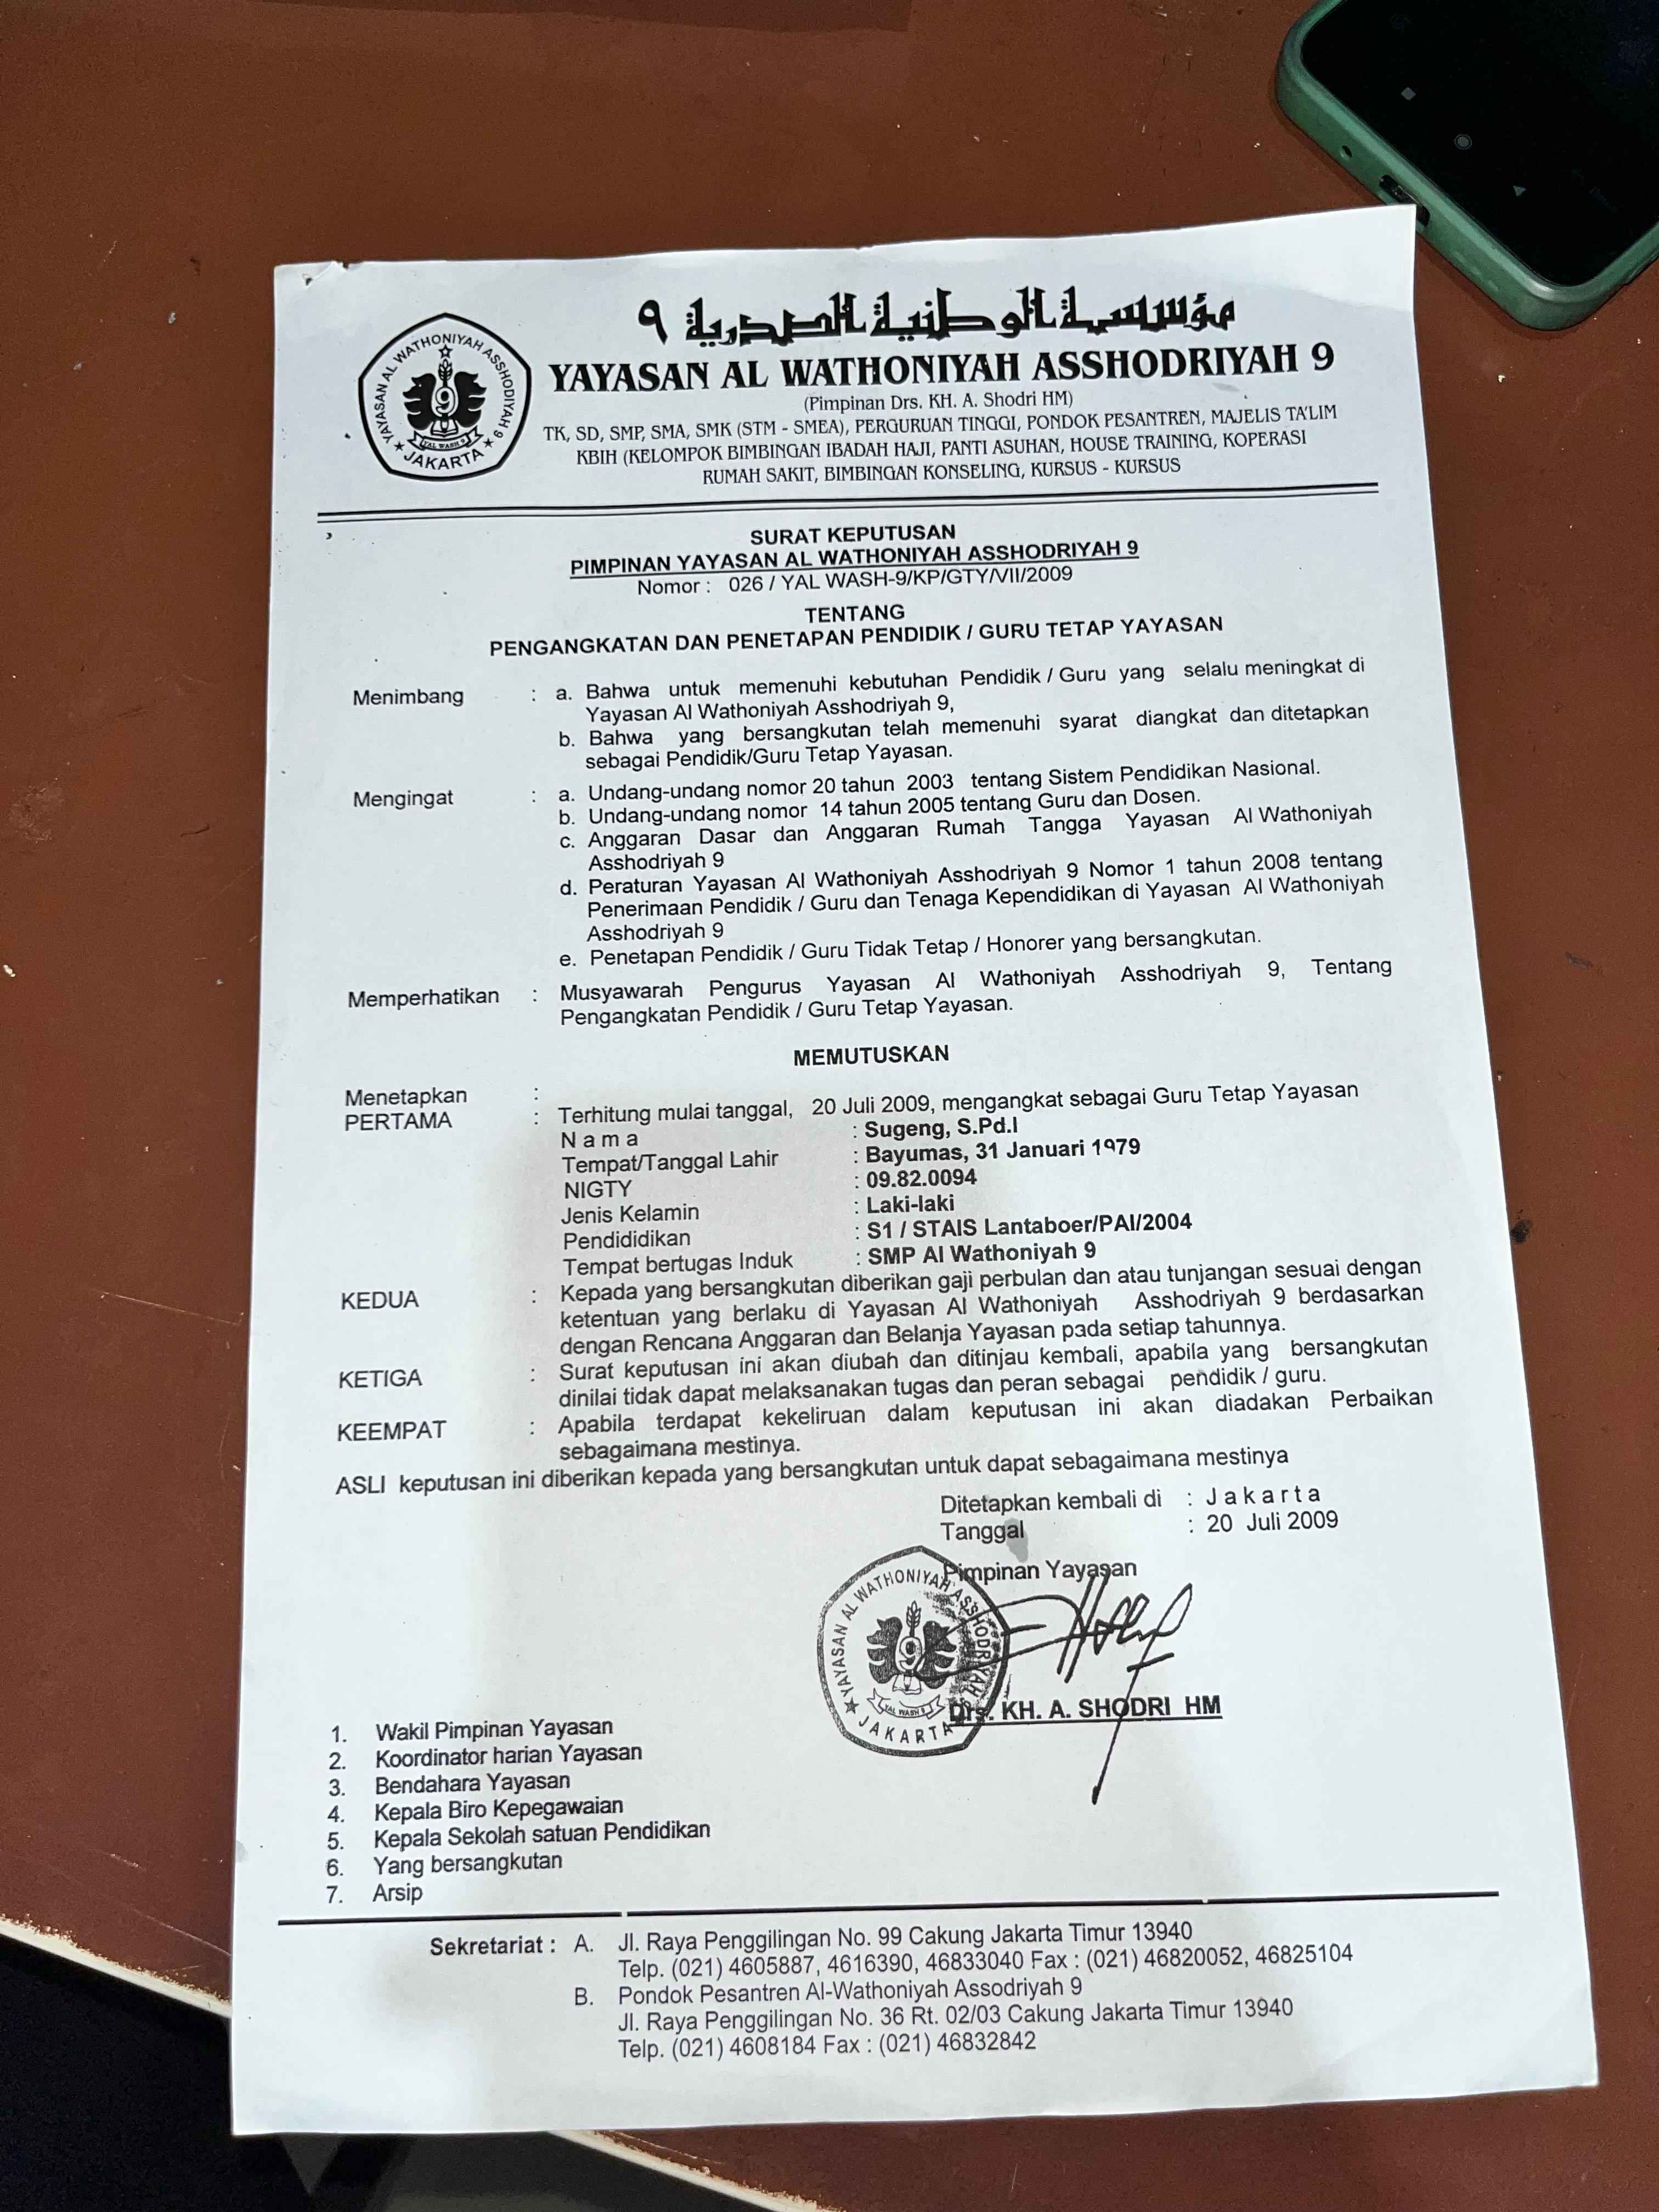 مؤسسة الوطنية الصدرية ٩
YAYASAN AL WATHONIYAH ASSHODRIYAH 9
(Pimpinan Drs. KH. A. Shodri HM)
TK, SD, SMP, SMA, SMK (STM - SMEA), PERGURUAN TINGGI, PONDOK PESANTREN, MAJELIS TA'LIM
KBIH (KELOMPOK BIMBINGAN IBADAH HAJI, PANTI ASUHAN, HOUSE TRAINING, KOPERASI
RUMAH SAKIT, BIMBINGAN KONSELING, KURSUS - KURSUS
YAYASAN AL WATHONIYAH ASSHODIYAH 9
9
YAL WASH 9
JAKARTA
SURAT KEPUTUSAN
PIMPINAN YAYASAN AL WATHONIYAH ASSHODRIYAH 9
Nomor : 026 / YAL WASH-9/KP/GTY/VII/2009
TENTANG
PENGANGKATAN DAN PENETAPAN PENDIDIK / GURU TETAP YAYASAN
Menimbang : a. Bahwa untuk memenuhi kebutuhan Pendidik / Guru yang selalu meningkat di
Yayasan Al Wathoniyah Asshodriyah 9,
b. Bahwa yang bersangkutan telah memenuhi syarat diangkat dan ditetapkan
sebagai Pendidik/Guru Tetap Yayasan.
Mengingat : a. Undang-undang nomor 20 tahun 2003 tentang Sistem Pendidikan Nasional.
b. Undang-undang nomor 14 tahun 2005 tentang Guru dan Dosen.
c. Anggaran Dasar dan Anggaran Rumah Tangga Yayasan Al Wathoniyah
Asshodriyah 9
d. Peraturan Yayasan Al Wathoniyah Asshodriyah 9 Nomor 1 tahun 2008 tentang
Penerimaan Pendidik / Guru dan Tenaga Kependidikan di Yayasan Al Wathoniyah
Asshodriyah 9
e. Penetapan Pendidik / Guru Tidak Tetap / Honorer yang bersangkutan.
Memperhatikan : Musyawarah Pengurus Yayasan Al Wathoniyah Asshodriyah 9, Tentang
Pengangkatan Pendidik / Guru Tetap Yayasan.
MEMUTUSKAN
Menetapkan :
PERTAMA : Terhitung mulai tanggal, 20 Juli 2009, mengangkat sebagai Guru Tetap Yayasan
N a m a : Sugeng, S.Pd.I
Tempat/Tanggal Lahir : Bayumas, 31 Januari 1979
NIGTY : 09.82.0094
Jenis Kelamin : Laki-laki
Pendididikan : S1 / STAIS Lantaboer/PAI/2004
Tempat bertugas Induk : SMP Al Wathoniyah 9
KEDUA : Kepada yang bersangkutan diberikan gaji perbulan dan atau tunjangan sesuai dengan
ketentuan yang berlaku di Yayasan Al Wathoniyah Asshodriyah 9 berdasarkan
dengan Rencana Anggaran dan Belanja Yayasan pada setiap tahunnya.
KETIGA : Surat keputusan ini akan diubah dan ditinjau kembali, apabila yang bersangkutan
dinilai tidak dapat melaksanakan tugas dan peran sebagai pendidik / guru.
KEEMPAT : Apabila terdapat kekeliruan dalam keputusan ini akan diadakan Perbaikan
sebagaimana mestinya.
ASLI keputusan ini diberikan kepada yang bersangkutan untuk dapat sebagaimana mestinya
Ditetapkan kembali di : J a k a r t a
Tanggal : 20 Juli 2009
Pimpinan Yayasan
YAYASAN AL WATHONIYAH ASSHODRIYAH 9
9
YAL WASH 9
JAKARTA
Drs. KH. A. SHODRI HM
1. Wakil Pimpinan Yayasan
2. Koordinator harian Yayasan
3. Bendahara Yayasan
4. Kepala Biro Kepegawaian
5. Kepala Sekolah satuan Pendidikan
6. Yang bersangkutan
7. Arsip
Sekretariat : A. Jl. Raya Penggilingan No. 99 Cakung Jakarta Timur 13940
Telp. (021) 4605887, 4616390, 46833040 Fax : (021) 46820052, 46825104
B. Pondok Pesantren Al-Wathoniyah Assodriyah 9
Jl. Raya Penggilingan No. 36 Rt. 02/03 Cakung Jakarta Timur 13940
Telp. (021) 4608184 Fax : (021) 46832842